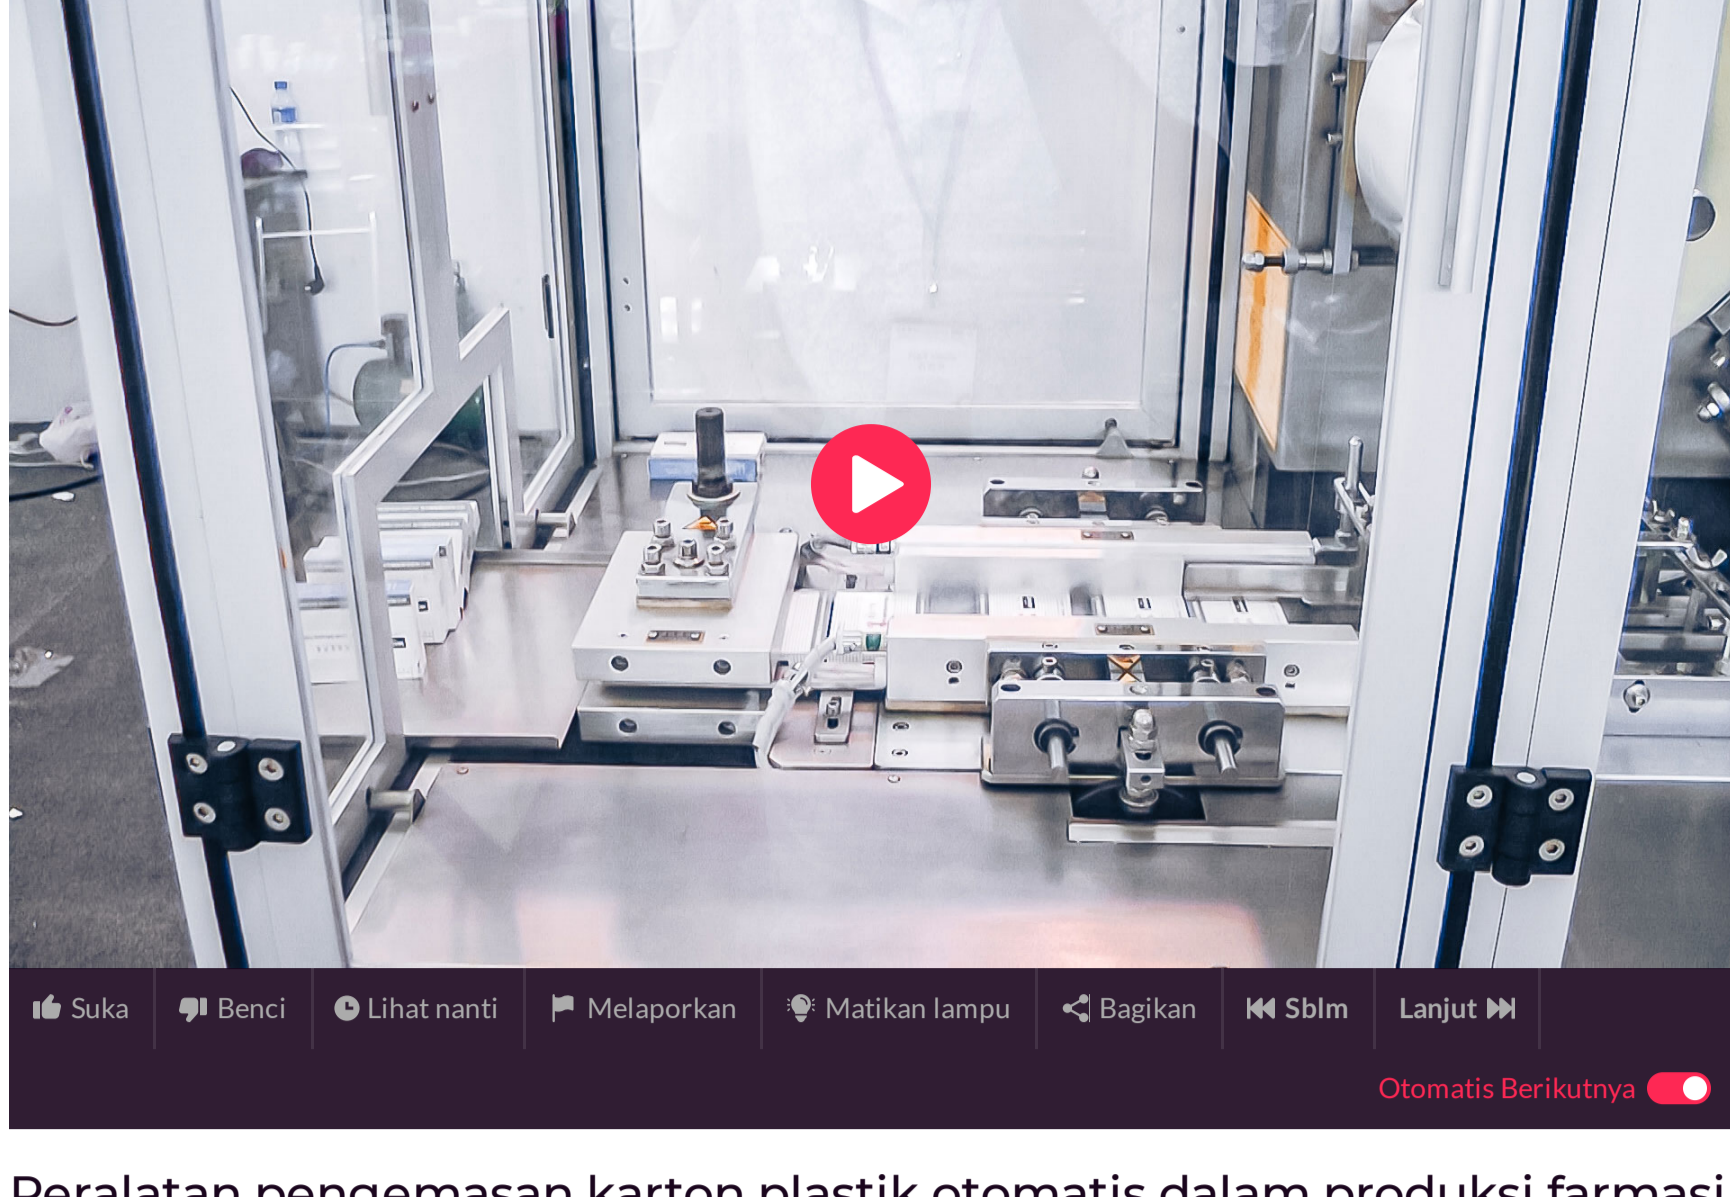 Suka Benci Lihat nanti Melaporkan Matikan lampu Bagikan Sblm Lanjut
Otomatis Berikutnya
Peralatan pengemasan karton plastik otomatis dalam produksi farmasi